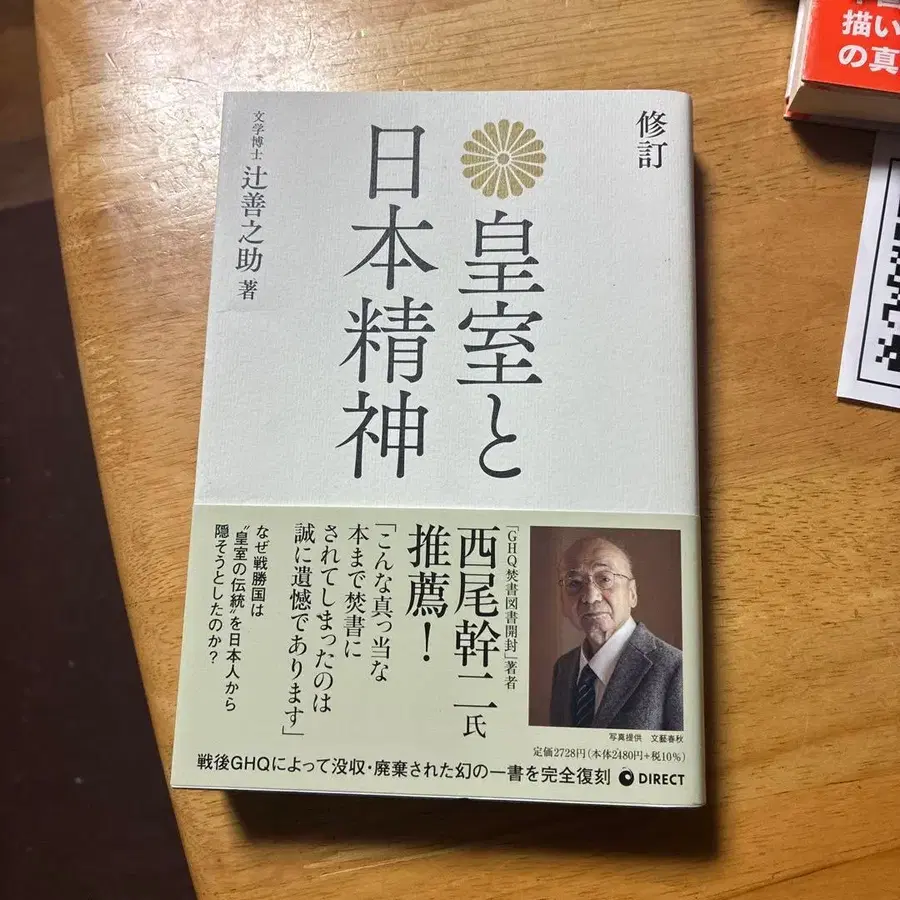 修訂
皇室と
日本精神
文学博士 辻善之助 著
「GHQ焚書図書開封」著者
西尾幹二氏
推薦！
「こんな真っ当な
本まで焚書に
されてしまったのは
誠に遺憾であります」
なぜ戦勝国は
“皇室の伝統”を日本人から
隠そうとしたのか？
写真提供 文藝春秋
定価2728円（本体2480円+税10%）
戦後GHQによって没収・廃棄された幻の一書を完全復刻
DIRECT
描い
の真